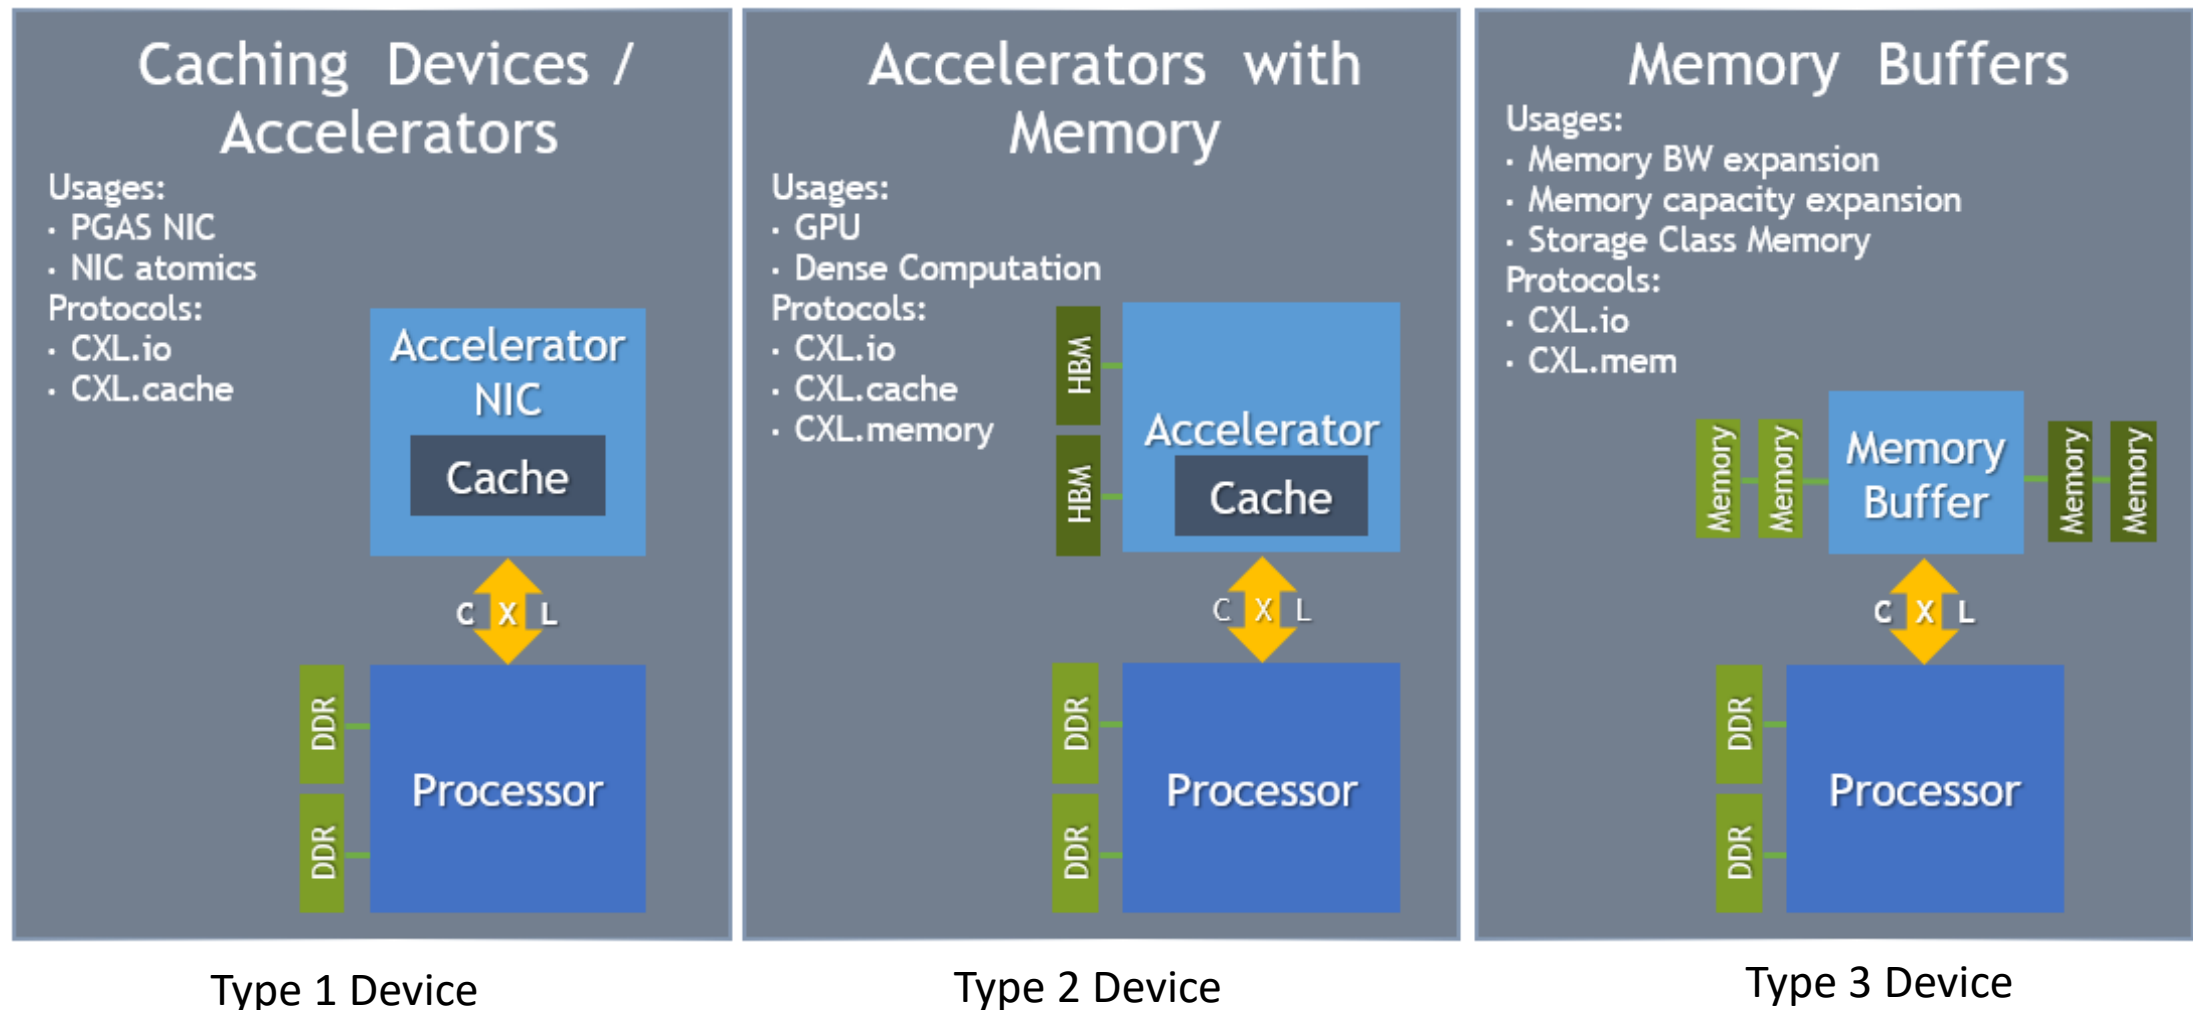 Caching Devices /
Accelerators
Usages:
· PGAS NIC
· NIC atomics
Protocols:
· CXL.io
· CXL.cache
Accelerator
NIC
Cache
C X L
DDR
DDR
Processor
Type 1 Device
Accelerators with
Memory
Usages:
· GPU
· Dense Computation
Protocols:
· CXL.io
· CXL.cache
· CXL.memory
HBM
HBM
Accelerator
Cache
C X L
DDR
DDR
Processor
Type 2 Device
Memory Buffers
Usages:
· Memory BW expansion
· Memory capacity expansion
· Storage Class Memory
Protocols:
· CXL.io
· CXL.mem
Memory
Memory
Memory
Buffer
Memory
Memory
C X L
DDR
DDR
Processor
Type 3 Device